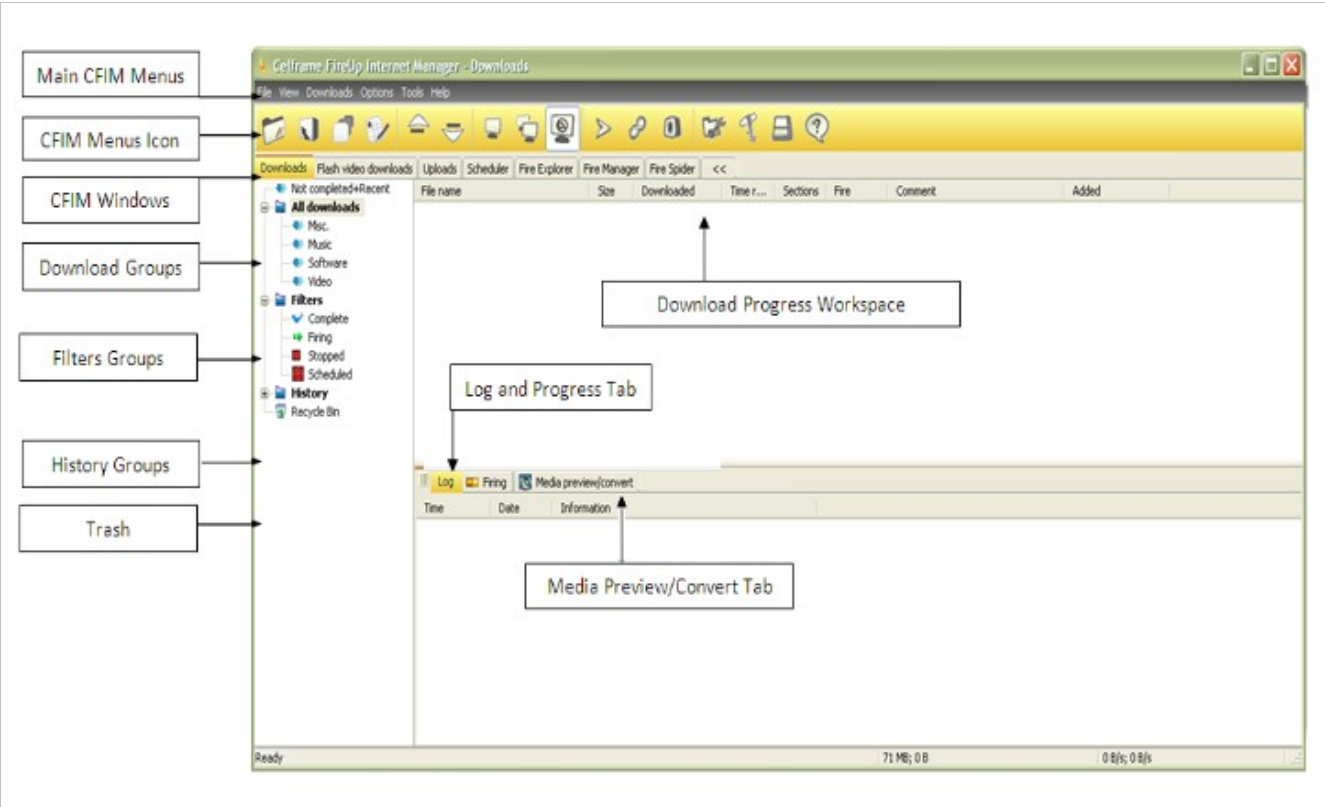 Main CFIM Menus
CFIM Menus Icon
CFIM Windows
Download Groups
Filters Groups
History Groups
Trash
Celframe FireUp Internet Manager - Downloads
File View Downloads Options Tools Help
Downloads Flash video downloads Uploads Scheduler Fire Explorer Fire Manager Fire Spider <<
Not completed+Recent
All downloads
Misc.
Music
Software
Video
Filters
Complete
Firing
Stopped
Scheduled
History
Recycle Bin
File name Size Downloaded Time r... Sections Fire Comment Added
Download Progress Workspace
Log and Progress Tab
Log Firing Media preview/convert
Time Date Information
Media Preview/Convert Tab
Ready 71 MB; 0 B 0 B/s; 0 B/s